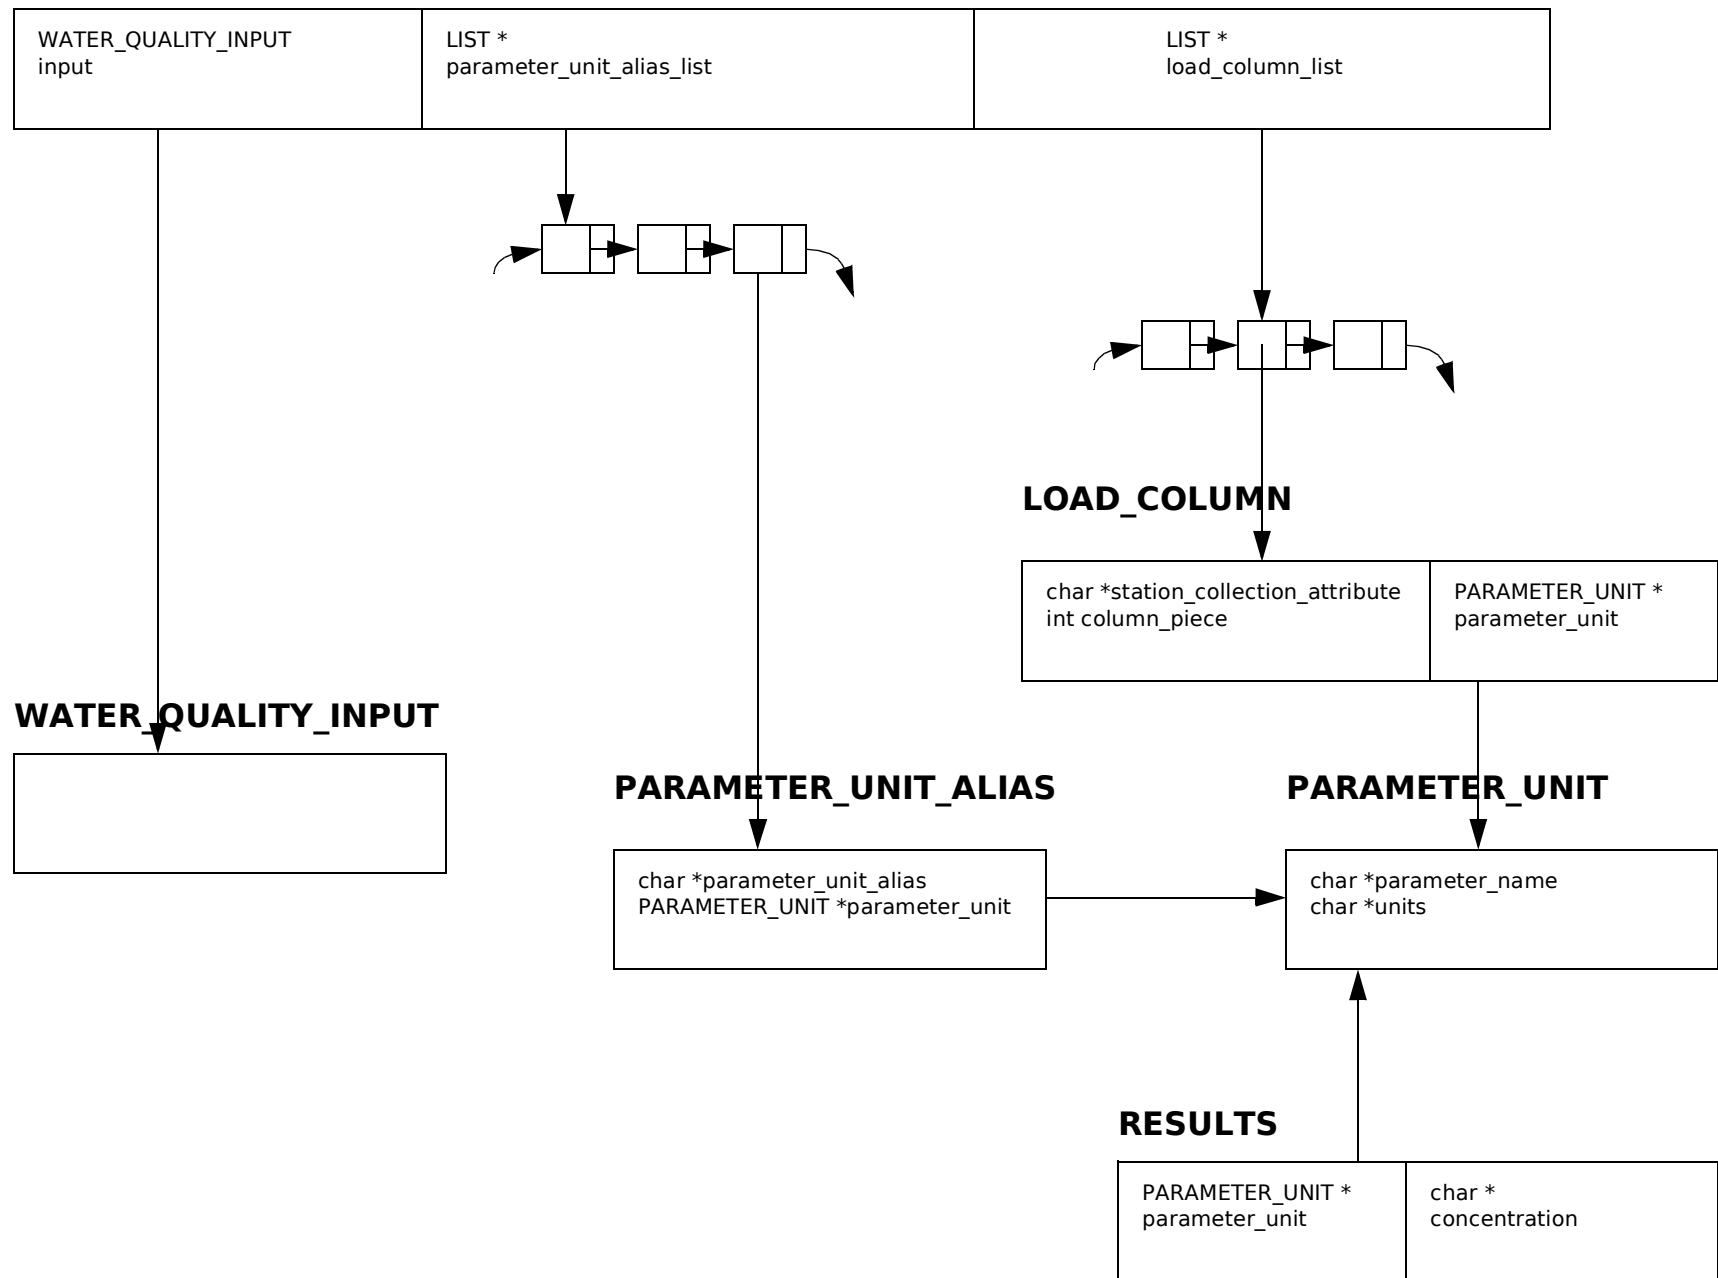 WATER_QUALITY_INPUT
input
LIST *
parameter_unit_alias_list
LIST *
load_column_list
LOAD_COLUMN
char *station_collection_attribute
int column_piece
PARAMETER_UNIT *
parameter_unit
WATER_QUALITY_INPUT
PARAMETER_UNIT_ALIAS
char *parameter_unit_alias
PARAMETER_UNIT *parameter_unit
PARAMETER_UNIT
char *parameter_name
char *units
RESULTS
PARAMETER_UNIT *
parameter_unit
char *
concentration